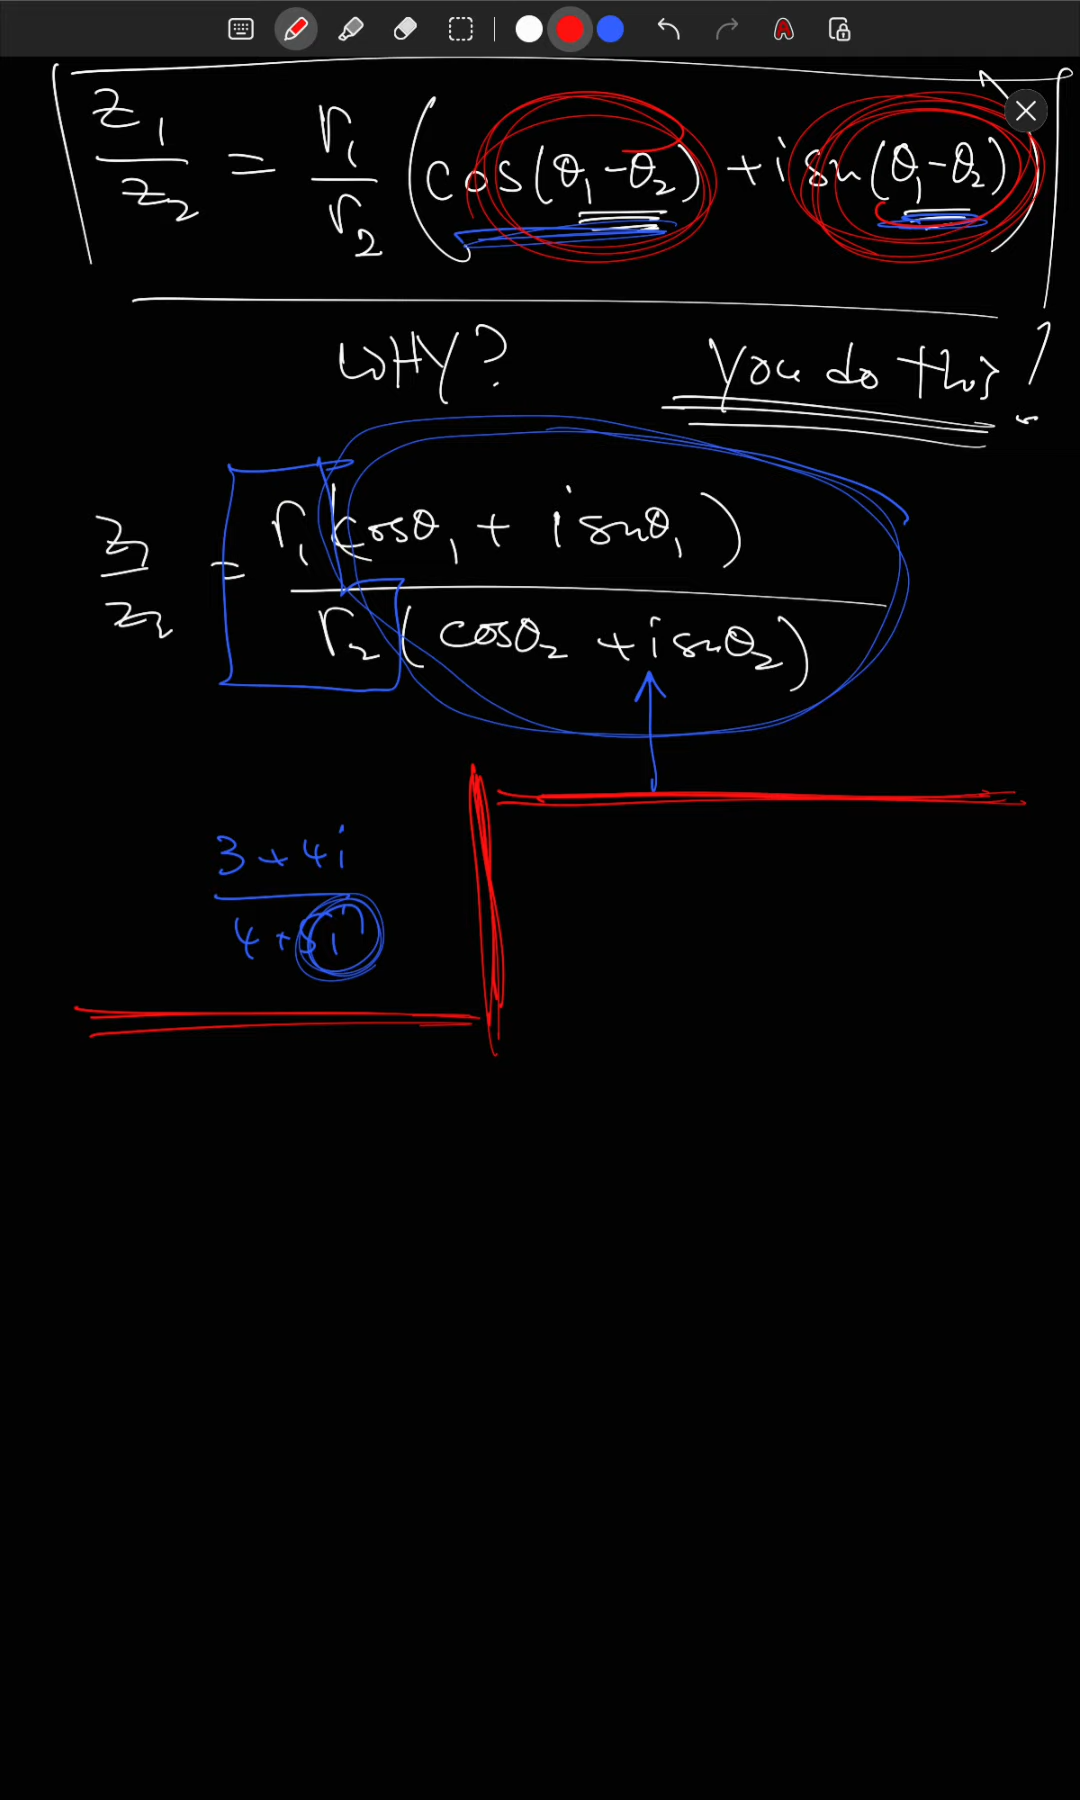 z₁/z₂ = r₁/r₂ (cos(θ₁-θ₂) + i sin(θ₁-θ₂))
WHY? You do this!
z₁/z₂ = r₁(cosθ₁ + i sinθ₁) / r₂(cosθ₂ + i sinθ₂)
3+4i
4+5i